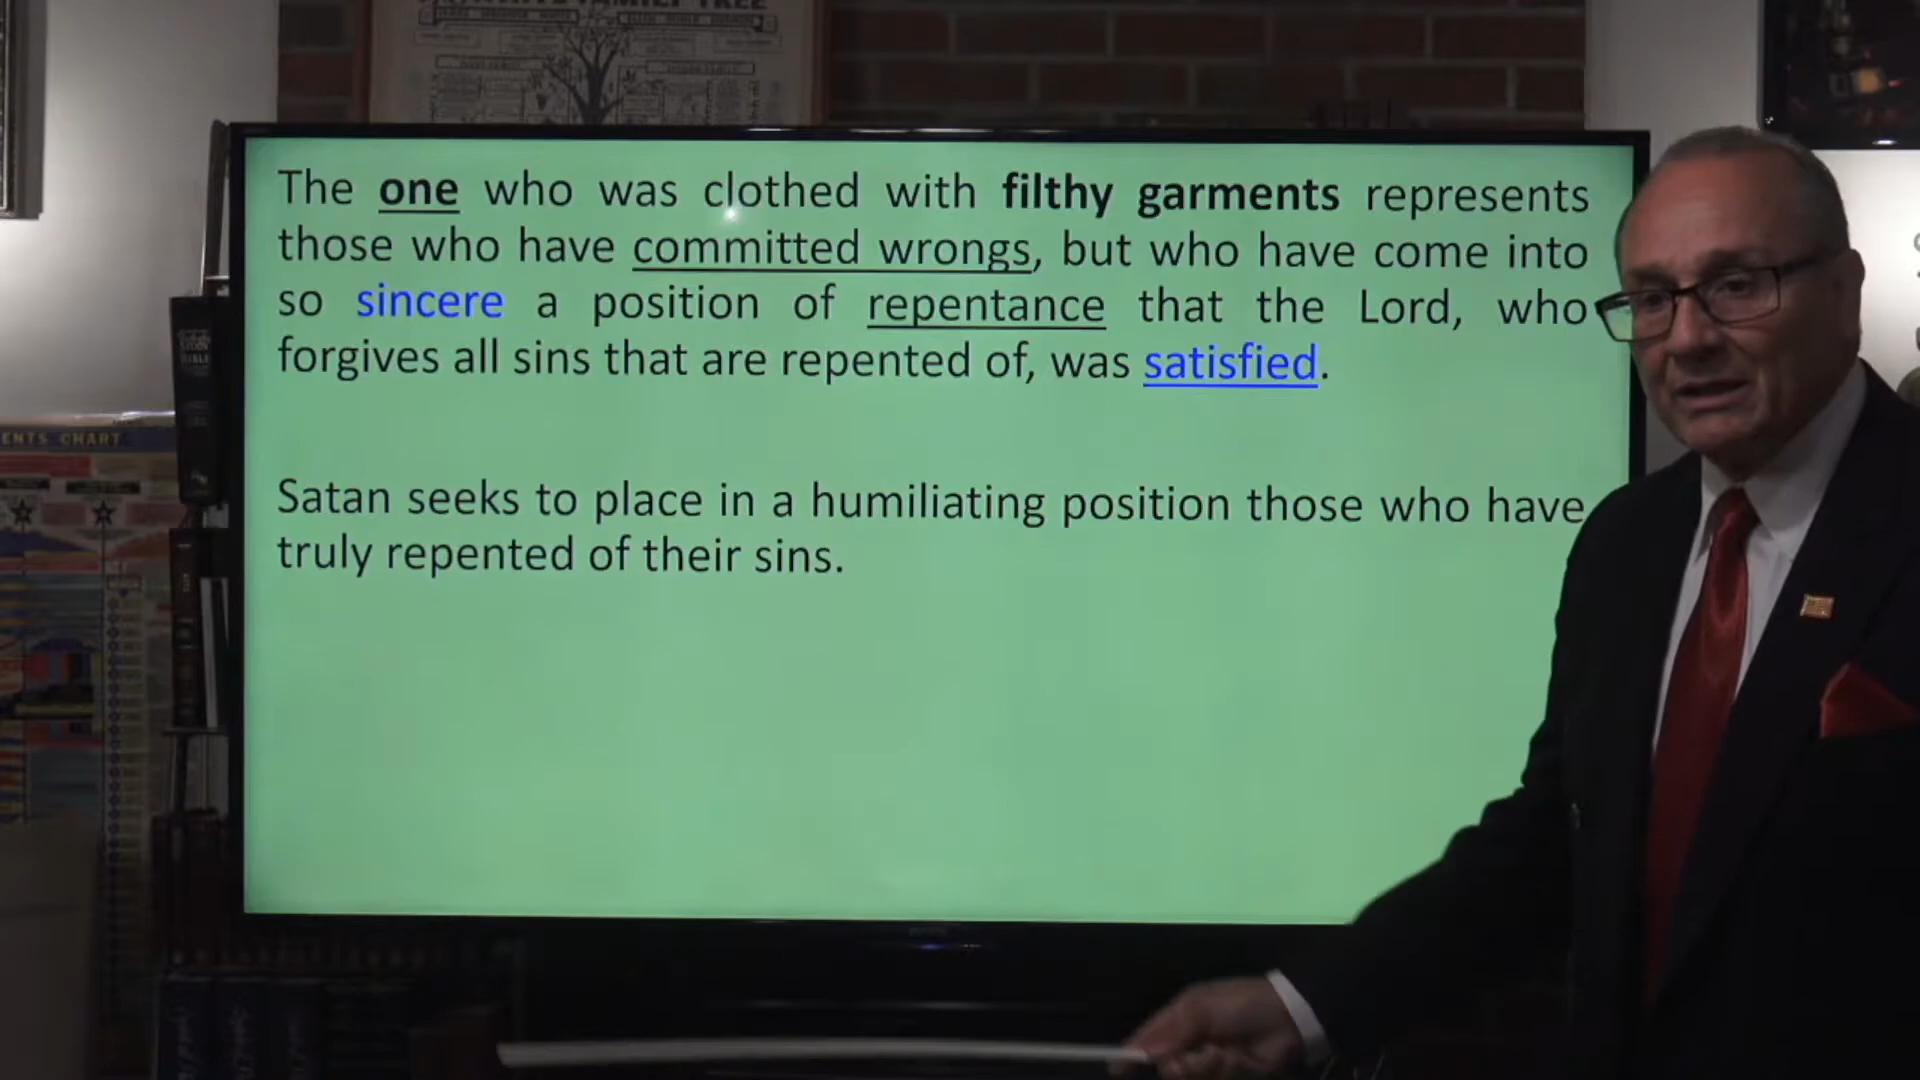 FAMILY TREE
The one who was clothed with filthy garments represents
those who have committed wrongs, but who have come into
so sincere a position of repentance that the Lord, who
forgives all sins that are repented of, was satisfied.
Satan seeks to place in a humiliating position those who have
truly repented of their sins.
ENTS CHART